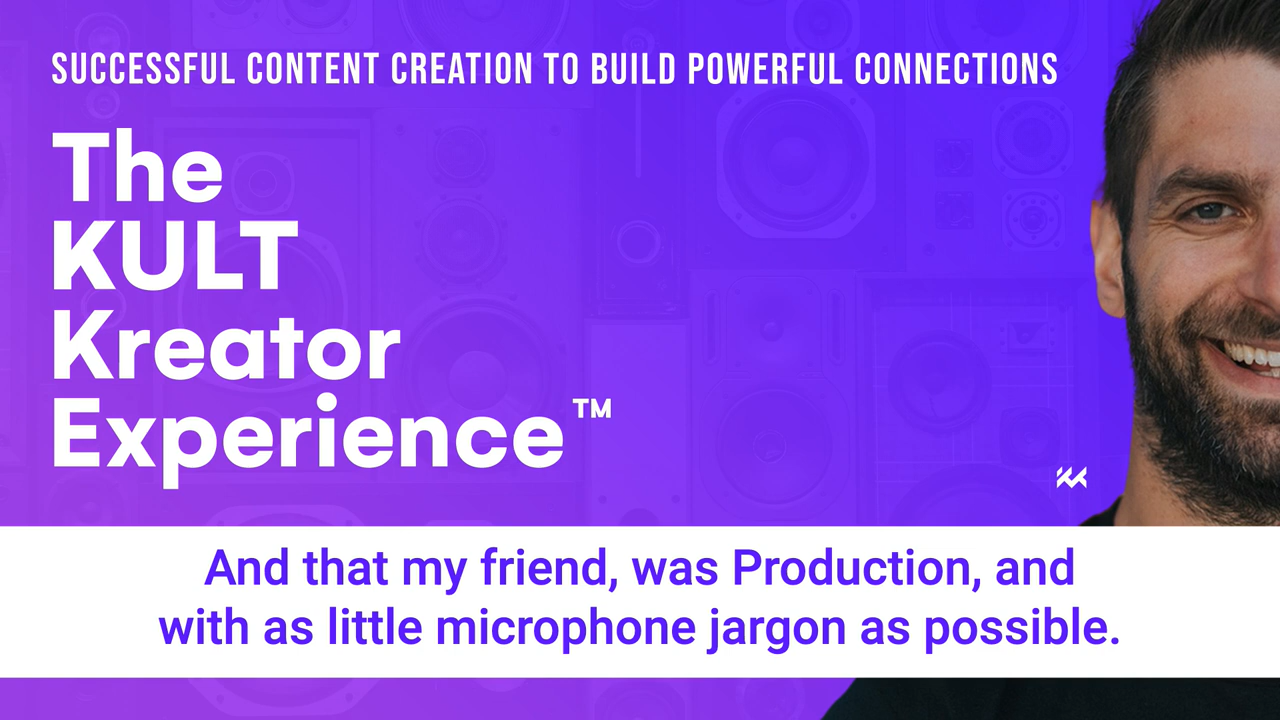 SUCCESSFUL CONTENT CREATION TO BUILD POWERFUL CONNECTIONS
The
KULT
Kreator
Experience™
And that my friend, was Production, and
with as little microphone jargon as possible.